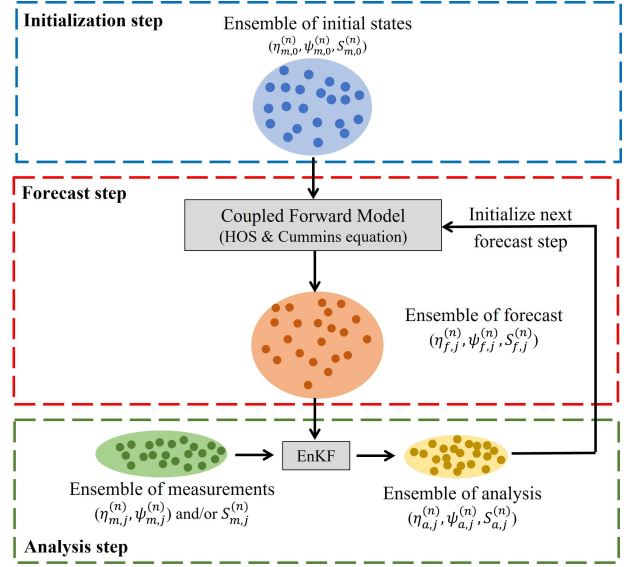 Initialization step
Ensemble of initial states
(η_{m,0}^{(n)}, ψ_{m,0}^{(n)}, S_{m,0}^{(n)})
Forecast step
Coupled Forward Model
(HOS & Cummins equation)
Initialize next
forecast step
Ensemble of forecast
(η_{f,j}^{(n)}, ψ_{f,j}^{(n)}, S_{f,j}^{(n)})
EnKF
Ensemble of measurements
(η_{m,j}^{(n)}, ψ_{m,j}^{(n)}) and/or S_{m,j}^{(n)}
Ensemble of analysis
(η_{a,j}^{(n)}, ψ_{a,j}^{(n)}, S_{a,j}^{(n)})
Analysis step